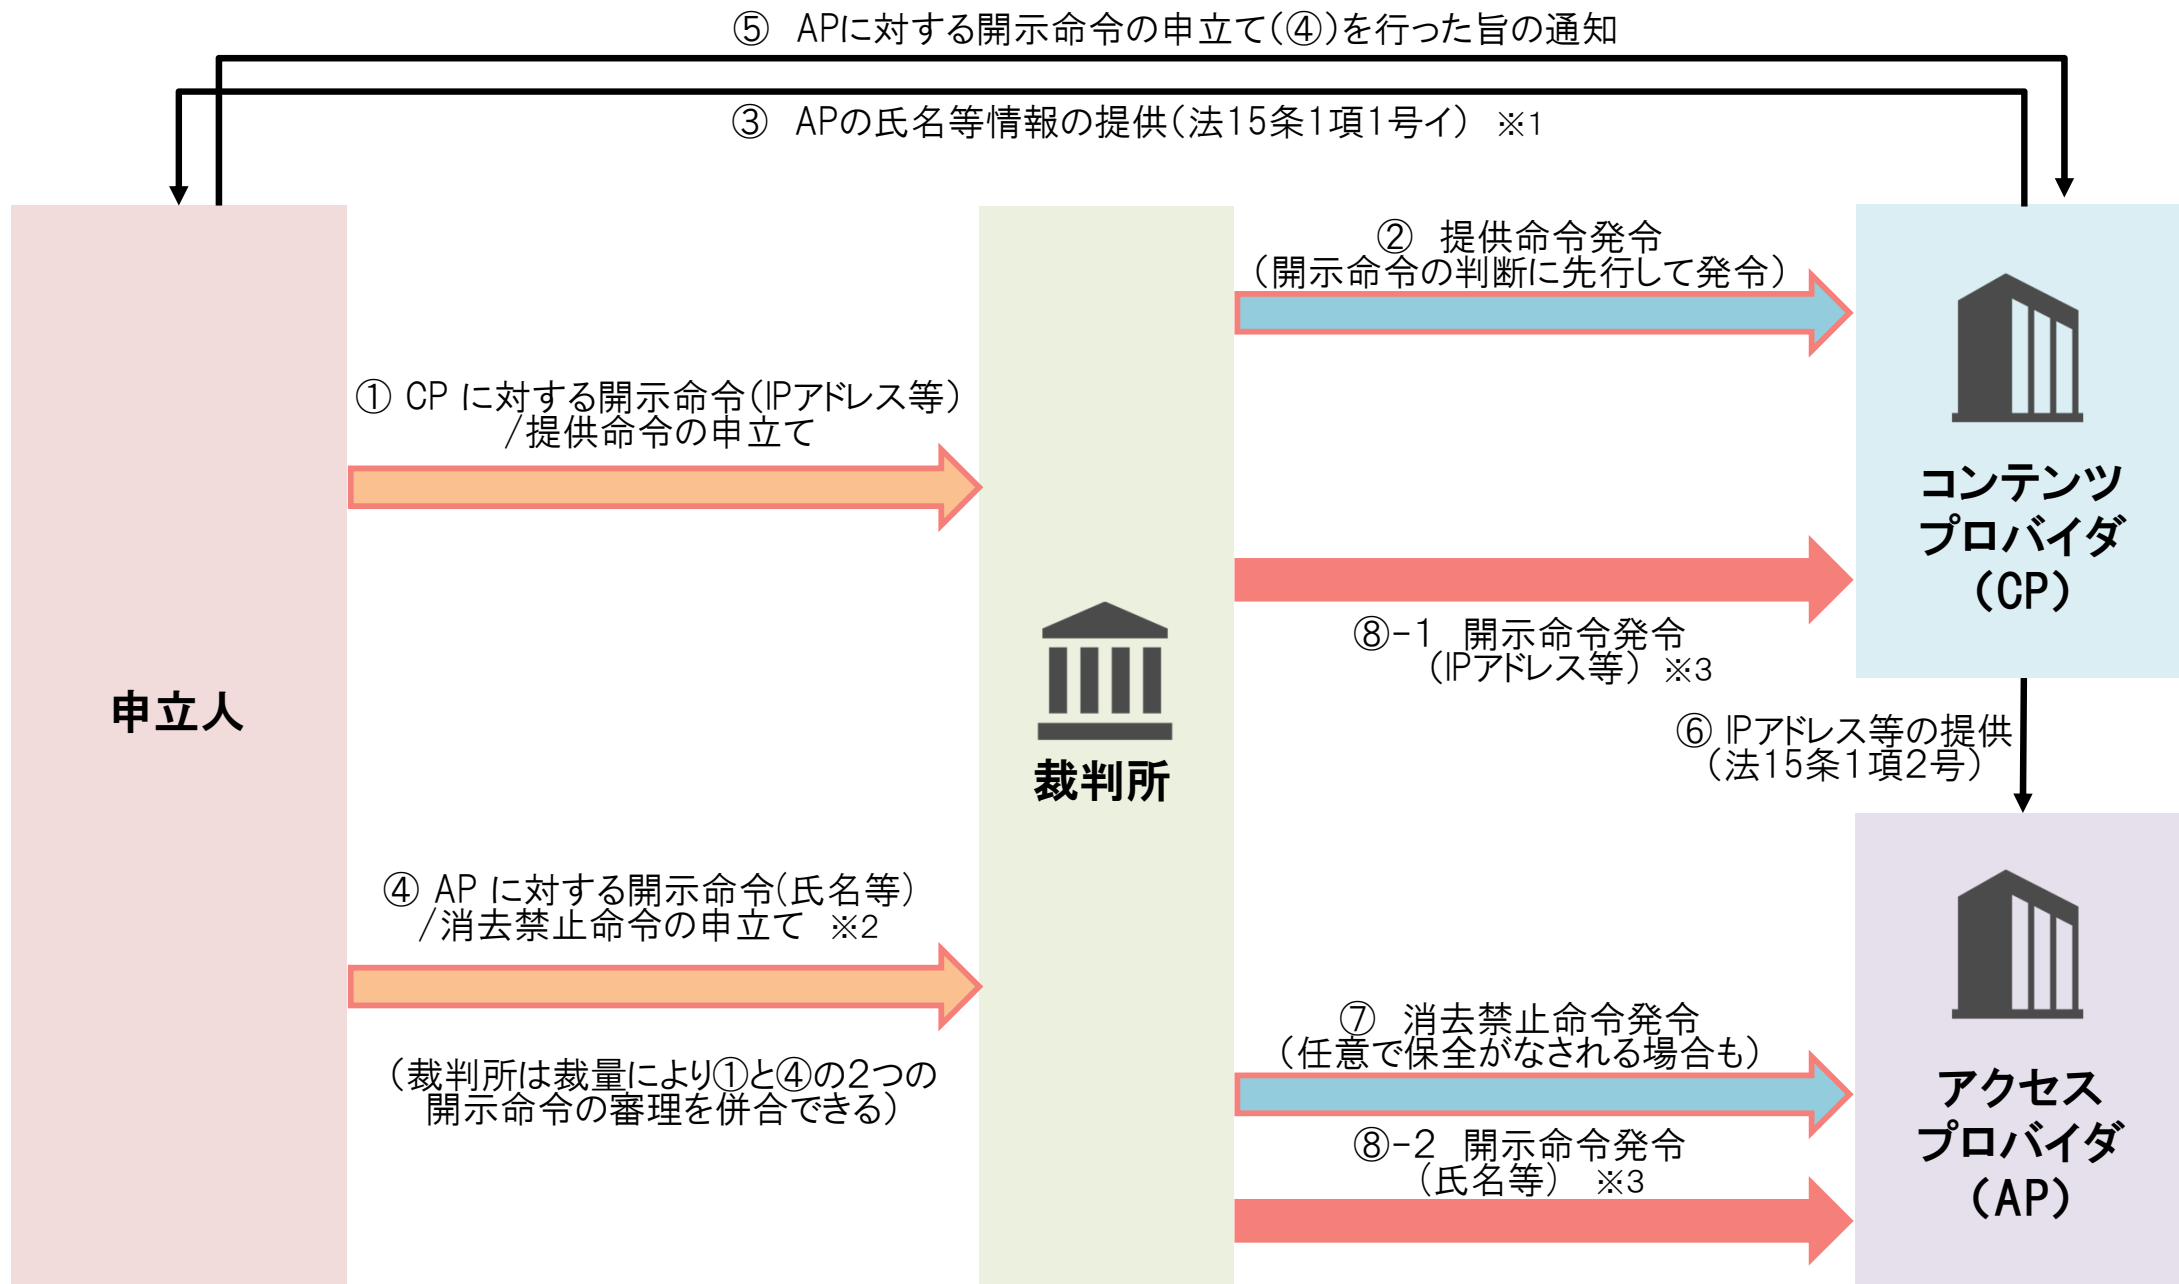 ⑤　APに対する開示命令の申立て(④)を行った旨の通知
③　APの氏名等情報の提供(法15条1項1号イ)　※1
②　提供命令発令
(開示命令の判断に先行して発令)
① CP に対する開示命令(IPアドレス等)
/提供命令の申立て
コンテンツ
プロバイダ
(CP)
⑧-1　開示命令発令
(IPアドレス等)　※3
申立人
裁判所
⑥ IPアドレス等の提供
(法15条1項2号)
④ AP に対する開示命令(氏名等)
/消去禁止命令の申立て　※2
(裁判所は裁量により①と④の2つの
開示命令の審理を併合できる)
⑦　消去禁止命令発令
(任意で保全がなされる場合も)
⑧-2　開示命令発令
(氏名等)　※3
アクセス
プロバイダ
(AP)